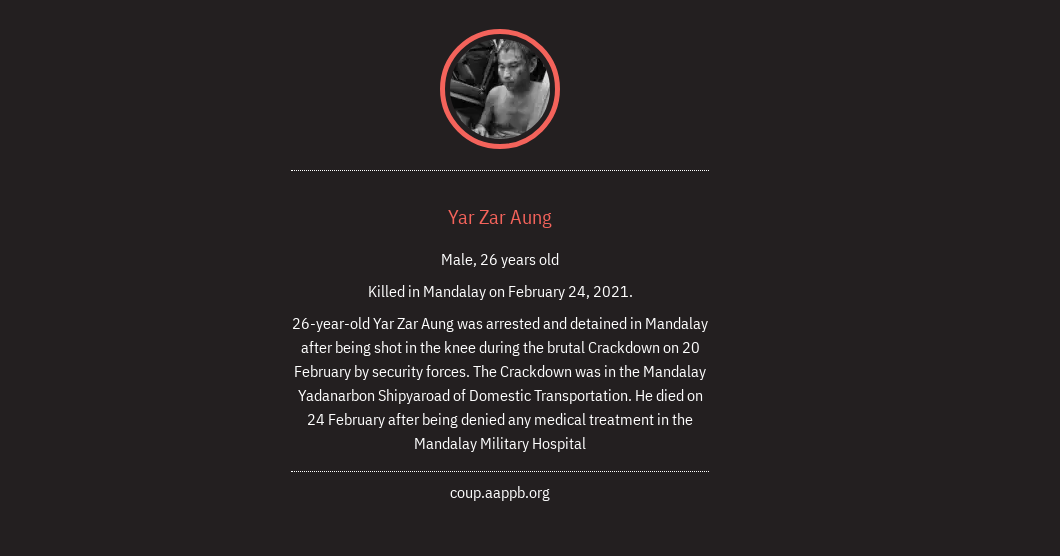 Yar Zar Aung
Male, 26 years old
Killed in Mandalay on February 24, 2021.
26-year-old Yar Zar Aung was arrested and detained in Mandalay
after being shot in the knee during the brutal Crackdown on 20
February by security forces. The Crackdown was in the Mandalay
Yadanarbon Shipyaroad of Domestic Transportation. He died on
24 February after being denied any medical treatment in the
Mandalay Military Hospital
coup.aappb.org